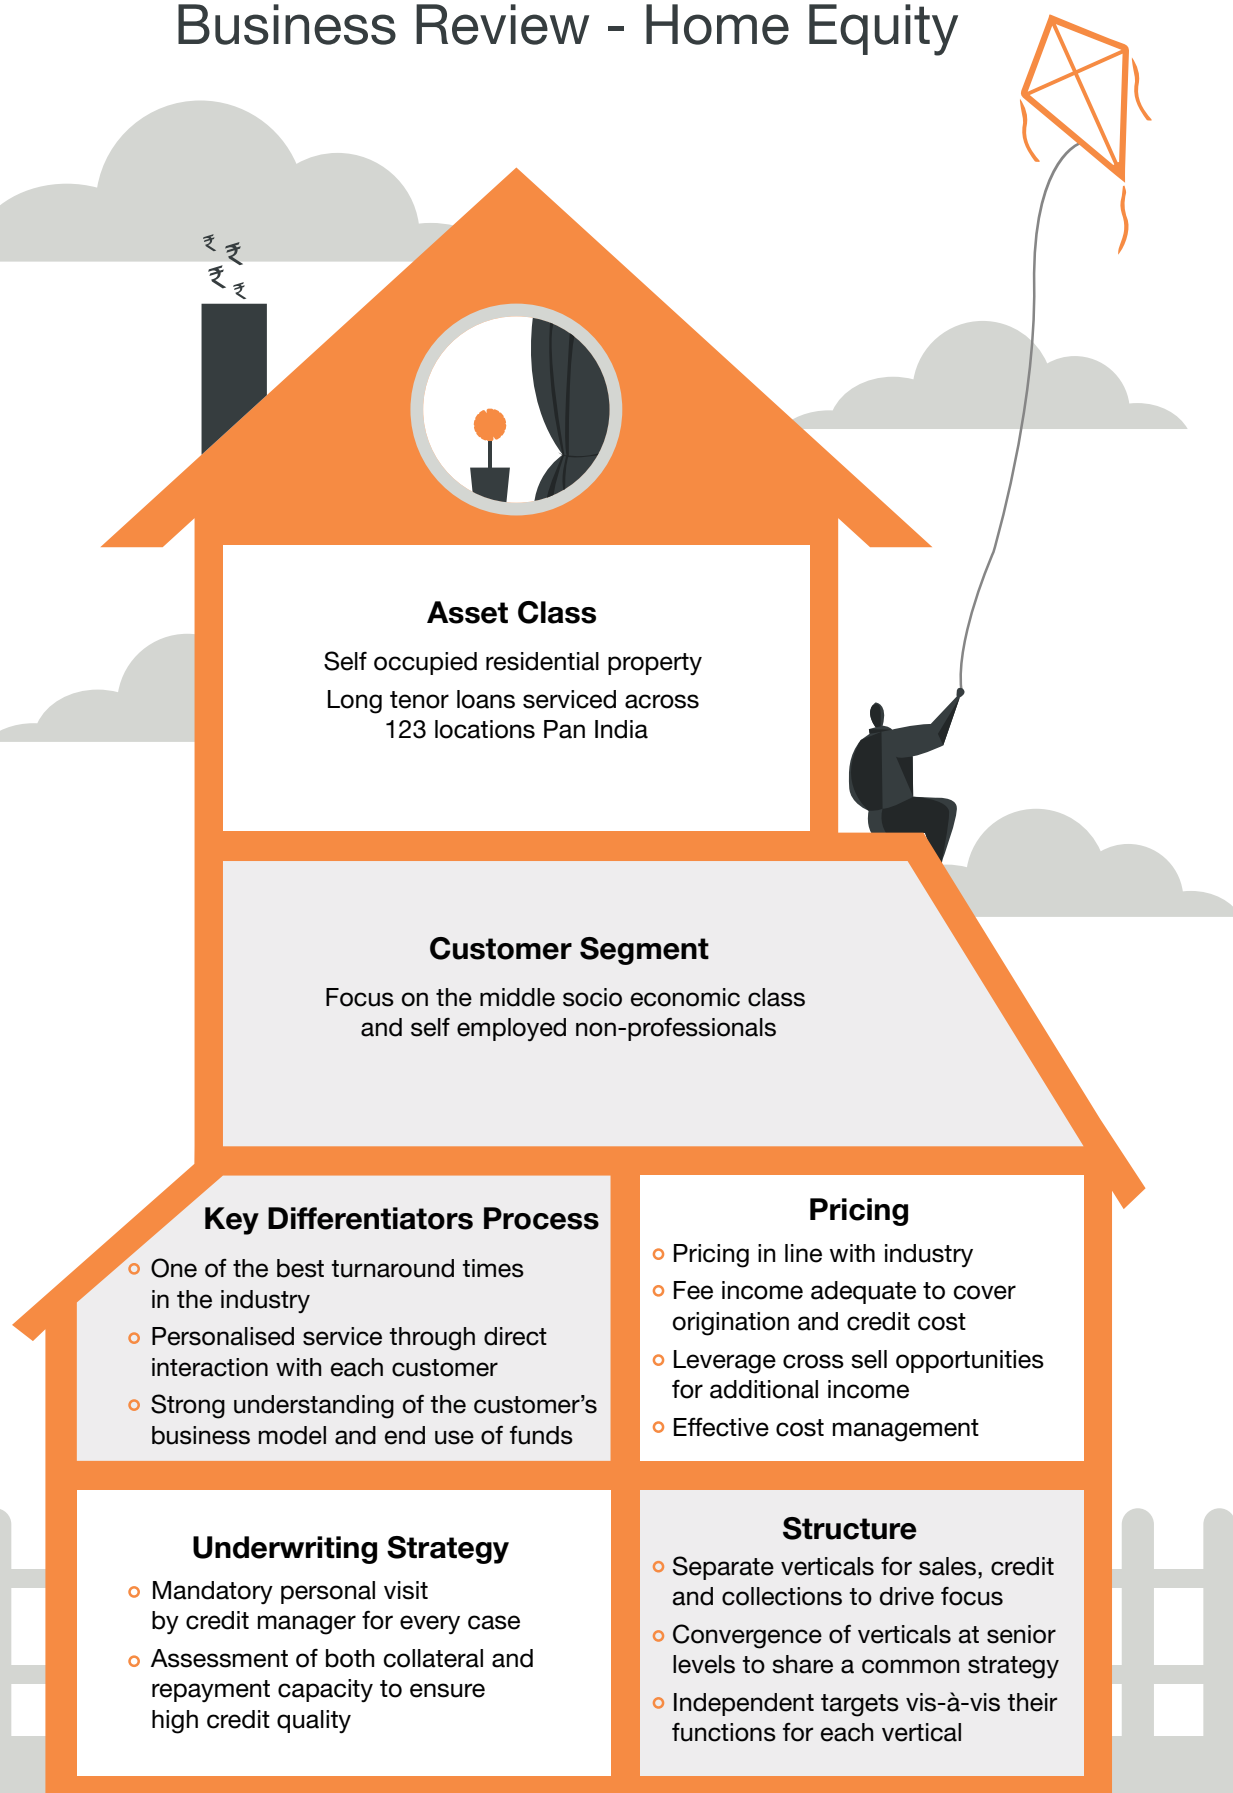 Business Review - Home Equity
₹ ₹
₹ ₹
Asset Class
Self occupied residential property
Long tenor loans serviced across
123 locations Pan India
Customer Segment
Focus on the middle socio economic class
and self employed non-professionals
Key Differentiators Process
One of the best turnaround times
in the industry
Personalised service through direct
interaction with each customer
Strong understanding of the customer’s
business model and end use of funds
Pricing
Pricing in line with industry
Fee income adequate to cover
origination and credit cost
Leverage cross sell opportunities
for additional income
Effective cost management
Underwriting Strategy
Mandatory personal visit
by credit manager for every case
Assessment of both collateral and
repayment capacity to ensure
high credit quality
Structure
Separate verticals for sales, credit
and collections to drive focus
Convergence of verticals at senior
levels to share a common strategy
Independent targets vis-à-vis their
functions for each vertical